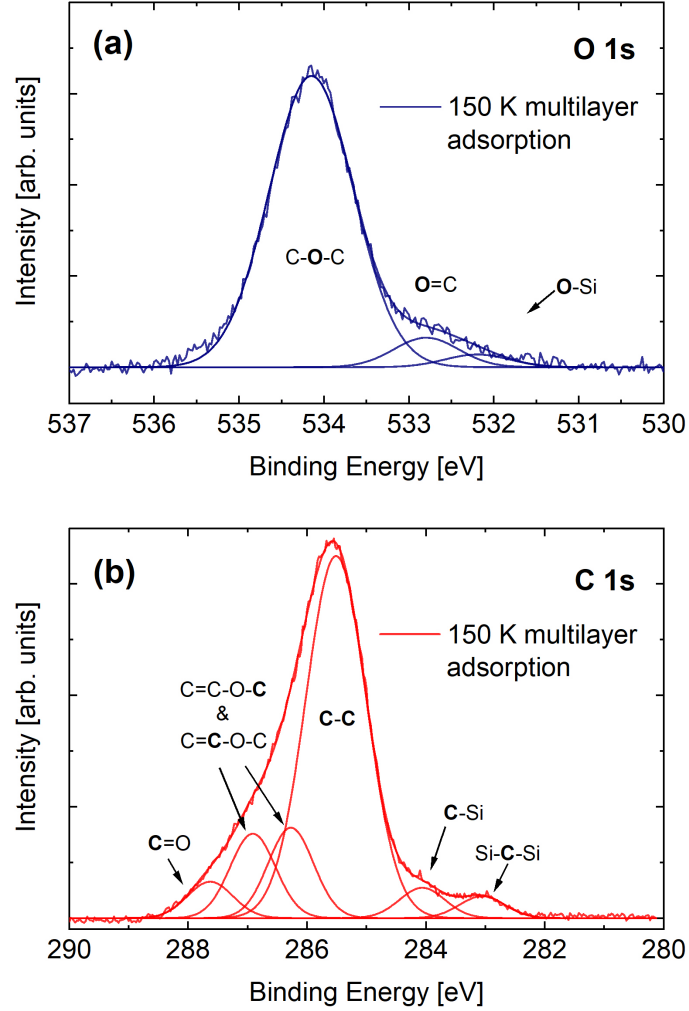 (a)
O 1s
150 K multilayer
adsorption
C-O-C
O=C
O-Si
Intensity [arb. units]
537 536 535 534 533 532 531 530
Binding Energy [eV]
(b)
C 1s
150 K multilayer
adsorption
C=C-O-C
&
C=C-O-C
C-C
C=O
C-Si
Si-C-Si
Intensity [arb. units]
290 288 286 284 282 280
Binding Energy [eV]